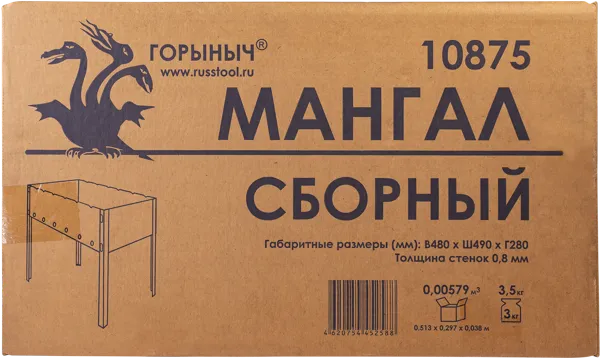 ГОРЫНЫЧ®
www.russtool.ru
10875
МАНГАЛ
СБОРНЫЙ
Габаритные размеры (мм): В480 х Ш490 х Г280
Толщина стенок 0,8 мм
0,00579 м³
3,5 кг
3 кг
0.513 x 0,297 x 0,038 м
4620754452588